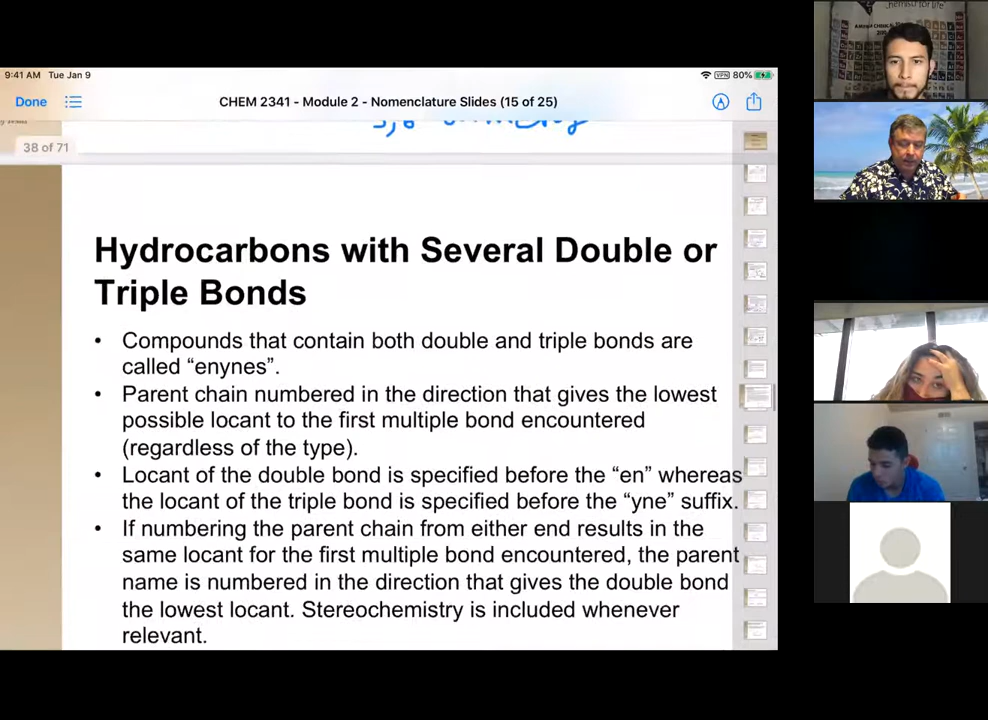 9:41 AM Tue Jan 9
VPN 80%
Done
CHEM 2341 - Module 2 - Nomenclature Slides (15 of 25)
38 of 71
Hydrocarbons with Several Double or
Triple Bonds
• Compounds that contain both double and triple bonds are
called “enynes”.
• Parent chain numbered in the direction that gives the lowest
possible locant to the first multiple bond encountered
(regardless of the type).
• Locant of the double bond is specified before the “en” whereas
the locant of the triple bond is specified before the “yne” suffix.
• If numbering the parent chain from either end results in the
same locant for the first multiple bond encountered, the parent
name is numbered in the direction that gives the double bond
the lowest locant. Stereochemistry is included whenever
relevant.